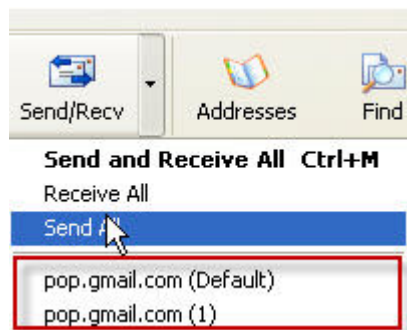 Send/Recv Addresses Find
Send and Receive All Ctrl+M
Receive All
Send All
pop.gmail.com (Default)
pop.gmail.com (1)